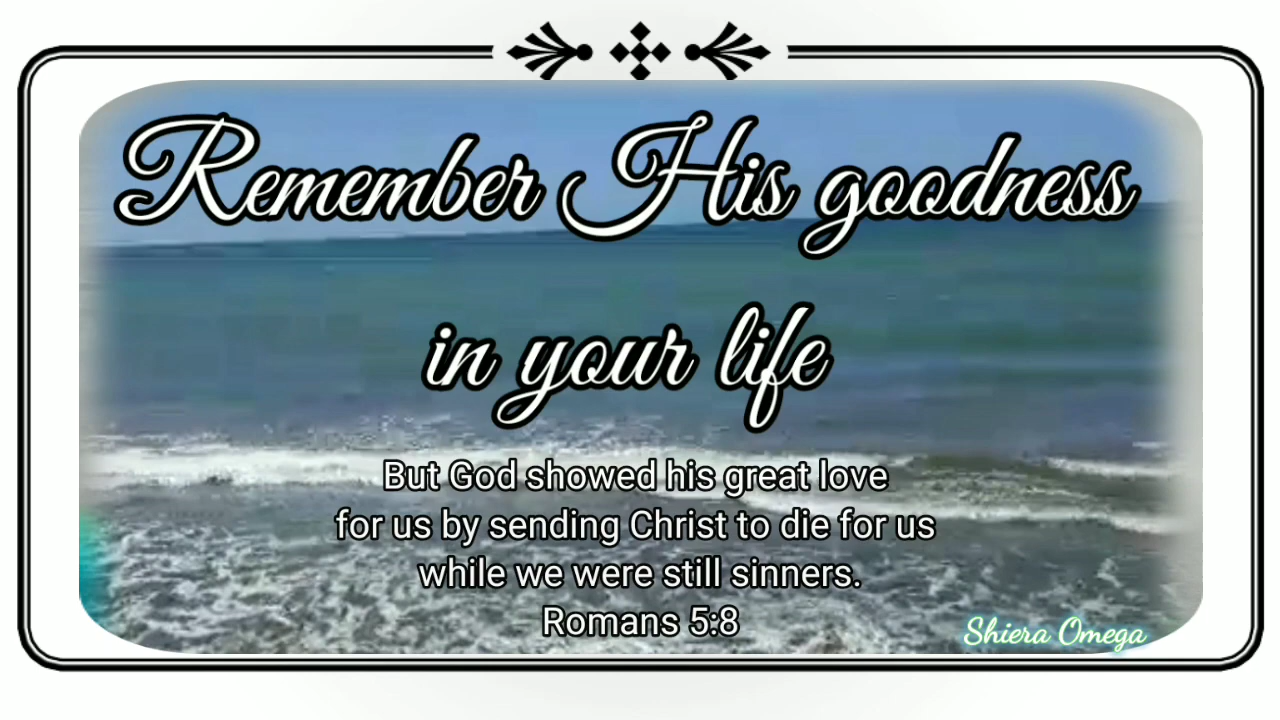 Remember His goodness
in your life
But God showed his great love
for us by sending Christ to die for us
while we were still sinners.
Romans 5:8
Shiera Omega